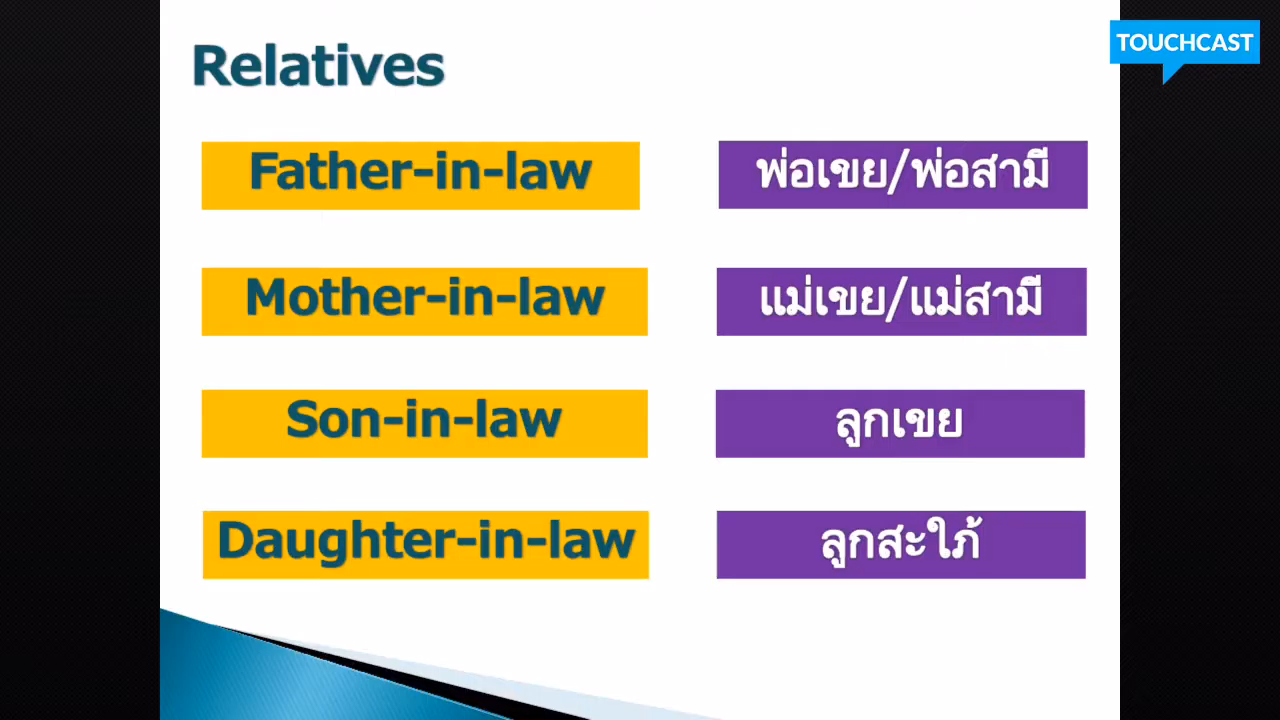 Relatives
TOUCHCAST
Father-in-law
พ่อเขย/พ่อสามี
Mother-in-law
แม่เขย/แม่สามี
Son-in-law
ลูกเขย
Daughter-in-law
ลูกสะใภ้